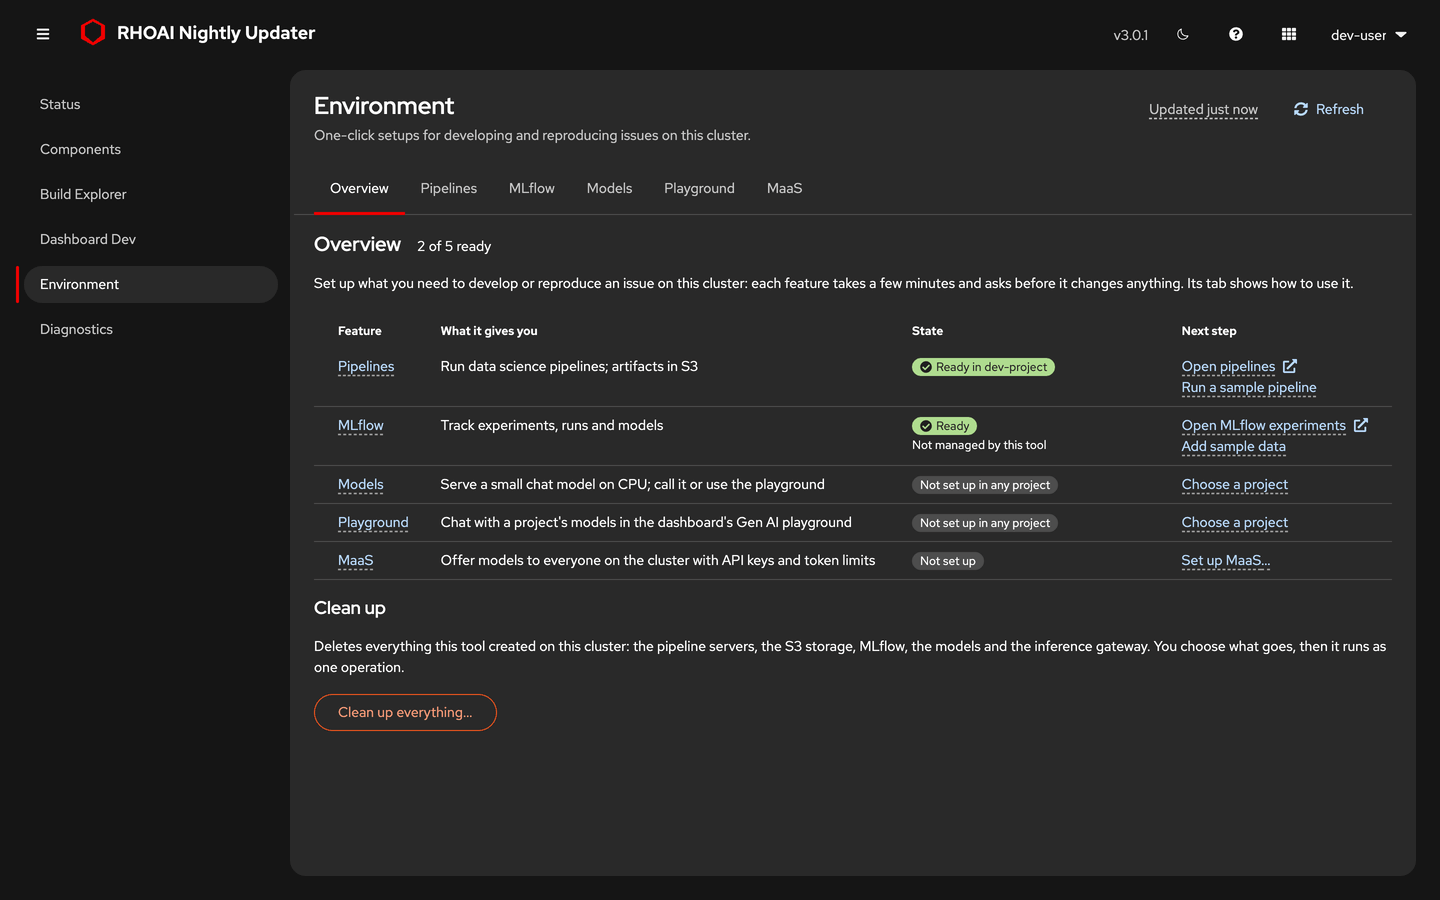 RHOAI Nightly Updater
v3.0.1
dev-user
Status
Components
Build Explorer
Dashboard Dev
Environment
Diagnostics
Environment
Updated just now
Refresh
One-click setups for developing and reproducing issues on this cluster.
Overview Pipelines MLflow Models Playground MaaS
Overview 2 of 5 ready
Set up what you need to develop or reproduce an issue on this cluster: each feature takes a few minutes and asks before it changes anything. Its tab shows how to use it.
Feature What it gives you State Next step
Pipelines Run data science pipelines; artifacts in S3 Ready in dev-project Open pipelines
Run a sample pipeline
MLflow Track experiments, runs and models Ready Open MLflow experiments
Not managed by this tool Add sample data
Models Serve a small chat model on CPU; call it or use the playground Not set up in any project Choose a project
Playground Chat with a project's models in the dashboard's Gen AI playground Not set up in any project Choose a project
MaaS Offer models to everyone on the cluster with API keys and token limits Not set up Set up MaaS...
Clean up
Deletes everything this tool created on this cluster: the pipeline servers, the S3 storage, MLflow, the models and the inference gateway. You choose what goes, then it runs as
one operation.
Clean up everything...